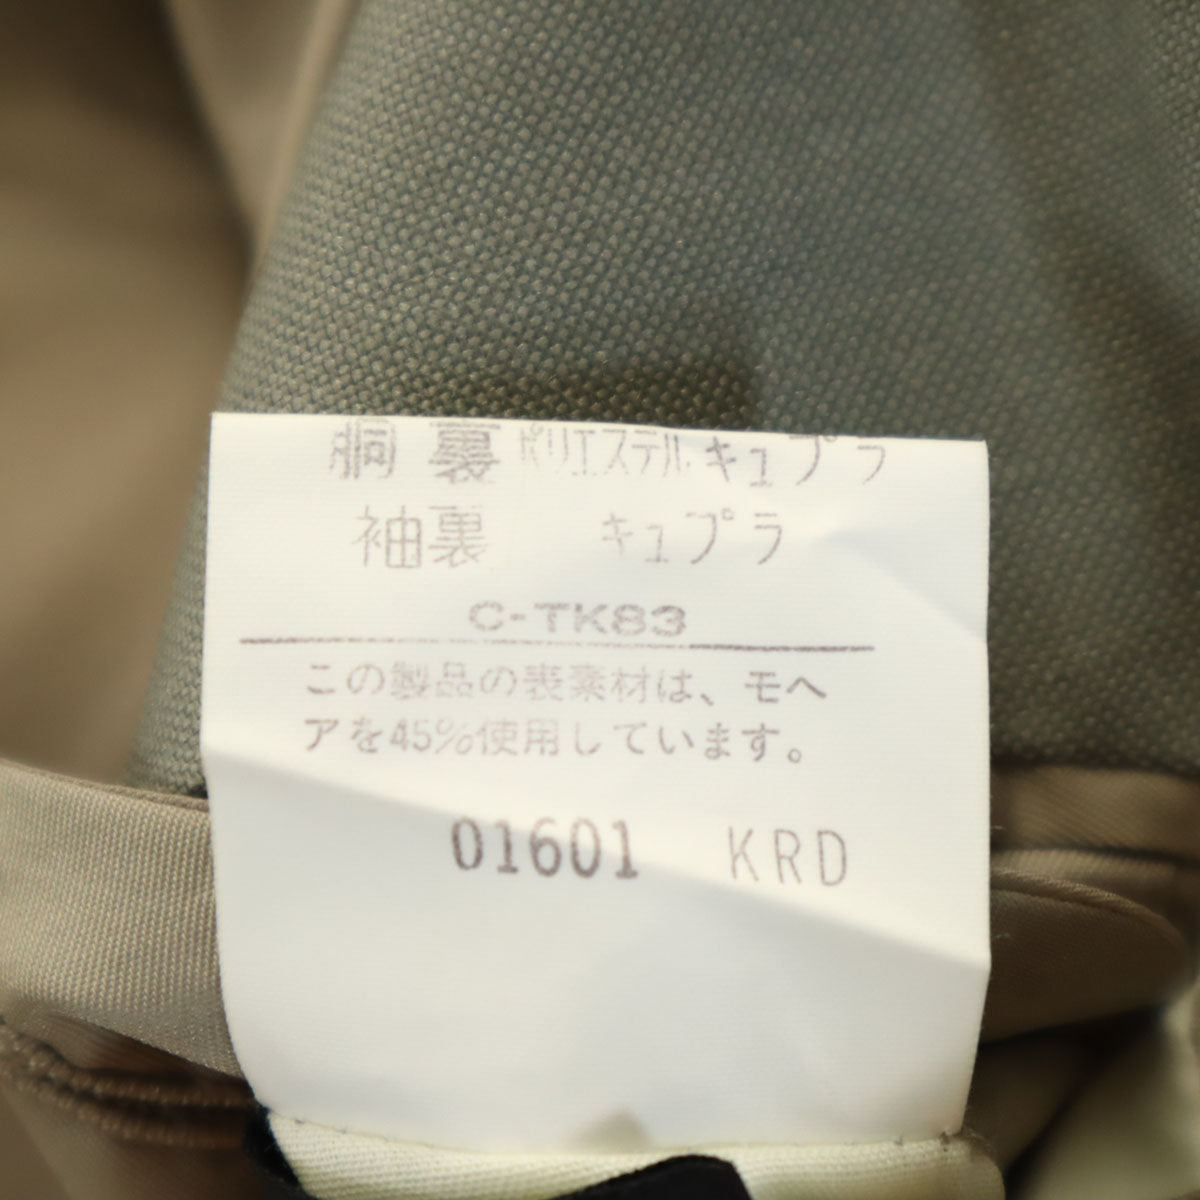 胴裏 ポリエステル キュプラ
袖裏 キュプラ
C-TK83
この製品の表素材は、モヘ
アを45%使用しています。
01601 KRD